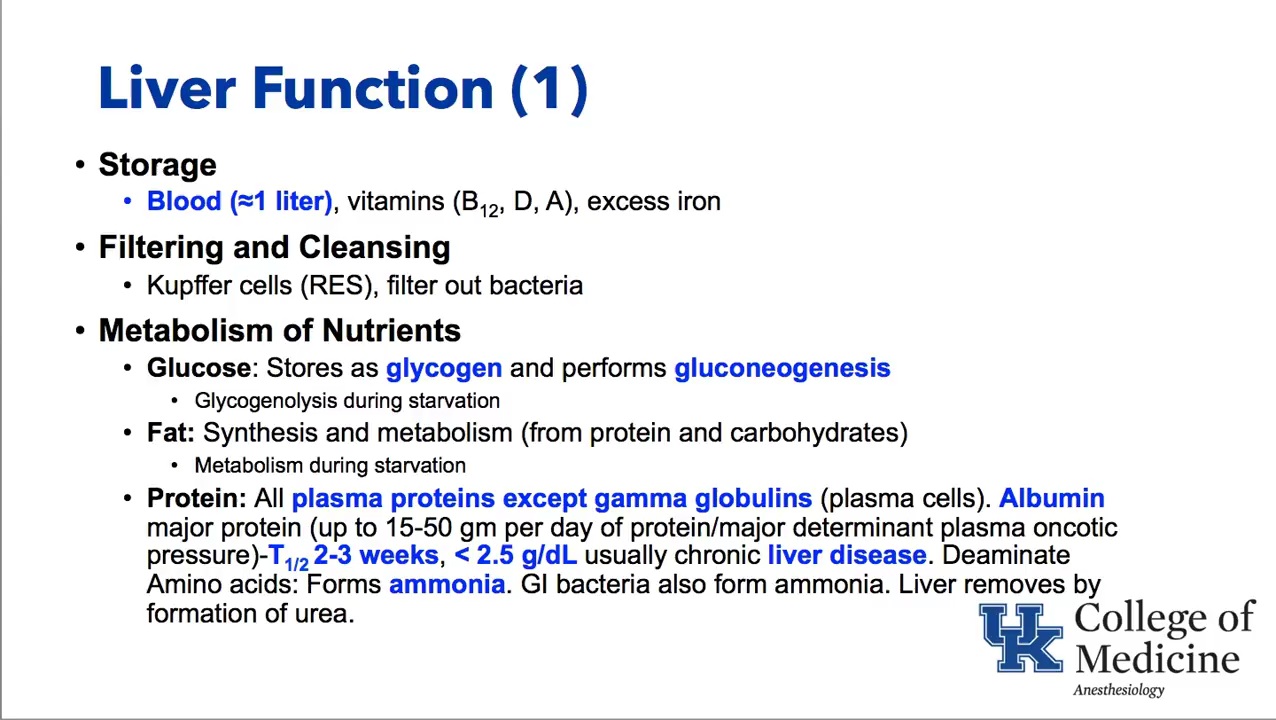 Liver Function (1)
• Storage
• Blood (≈1 liter), vitamins (B12, D, A), excess iron
• Filtering and Cleansing
• Kupffer cells (RES), filter out bacteria
• Metabolism of Nutrients
• Glucose: Stores as glycogen and performs gluconeogenesis
• Glycogenolysis during starvation
• Fat: Synthesis and metabolism (from protein and carbohydrates)
• Metabolism during starvation
• Protein: All plasma proteins except gamma globulins (plasma cells). Albumin
major protein (up to 15-50 gm per day of protein/major determinant plasma oncotic
pressure)-T1/2 2-3 weeks, < 2.5 g/dL usually chronic liver disease. Deaminate
Amino acids: Forms ammonia. GI bacteria also form ammonia. Liver removes by
formation of urea.
UK
College of
Medicine
Anesthesiology